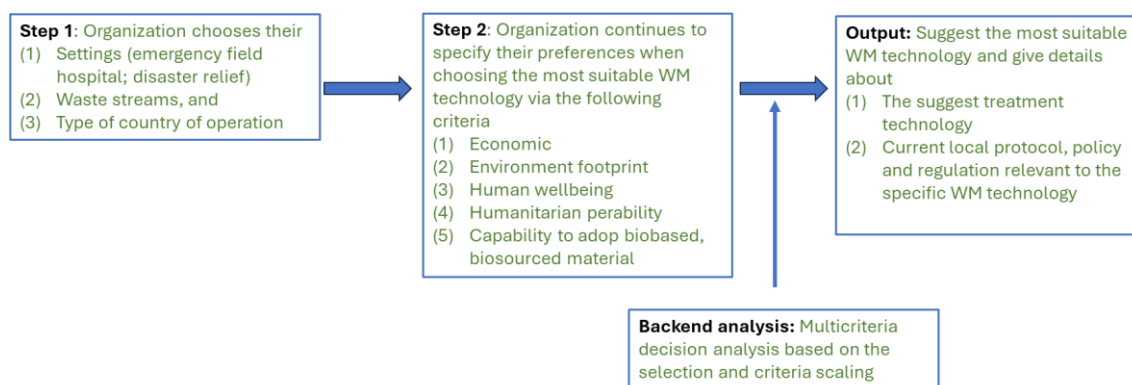 Step 1: Organization chooses their
(1) Settings (emergency field
hospital; disaster relief)
(2) Waste streams, and
(3) Type of country of operation
Step 2: Organization continues to
specify their preferences when
choosing the most suitable WM
technology via the following
criteria
(1) Economic
(2) Environment footprint
(3) Human wellbeing
(4) Humanitarian perability
(5) Capability to adop biobased,
biosourced material
Output: Suggest the most suitable
WM technology and give details
about
(1) The suggest treatment
technology
(2) Current local protocol, policy
and regulation relevant to the
specific WM technology
Backend analysis: Multicriteria
decision analysis based on the
selection and criteria scaling